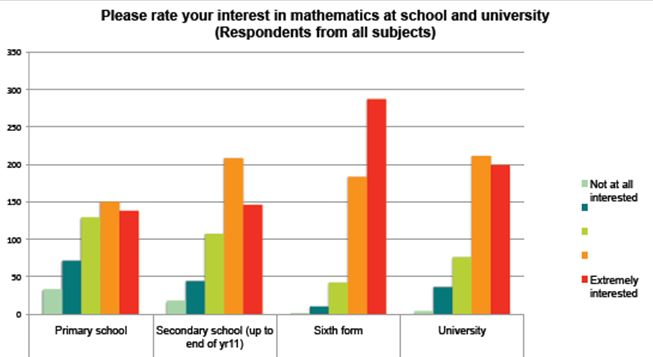 Please rate your interest in mathematics at school and university
(Respondents from all subjects)
350
300
250
200
150
100
50
0
Primary school
Secondary school (up to
end of yr11)
Sixth form
University
Not at all
interested
Extremely
interested